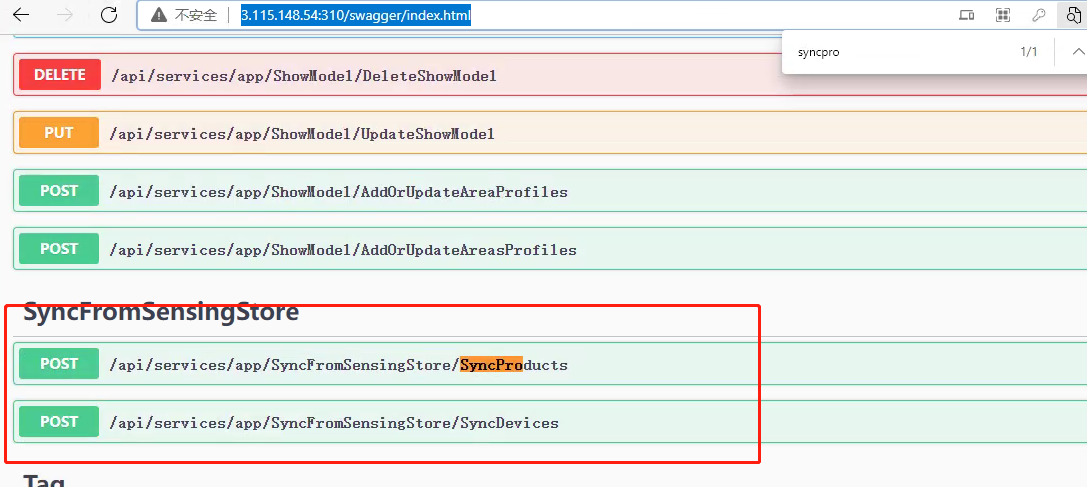 不安全 3.115.148.54:310/swagger/index.html
syncpro 1/1
DELETE /api/services/app/ShowModel/DeleteShowModel
PUT /api/services/app/ShowModel/UpdateShowModel
POST /api/services/app/ShowModel/AddOrUpdateAreaProfiles
POST /api/services/app/ShowModel/AddOrUpdateAreasProfiles
SyncFromSensingStore
POST /api/services/app/SyncFromSensingStore/SyncProducts
POST /api/services/app/SyncFromSensingStore/SyncDevices
Tag